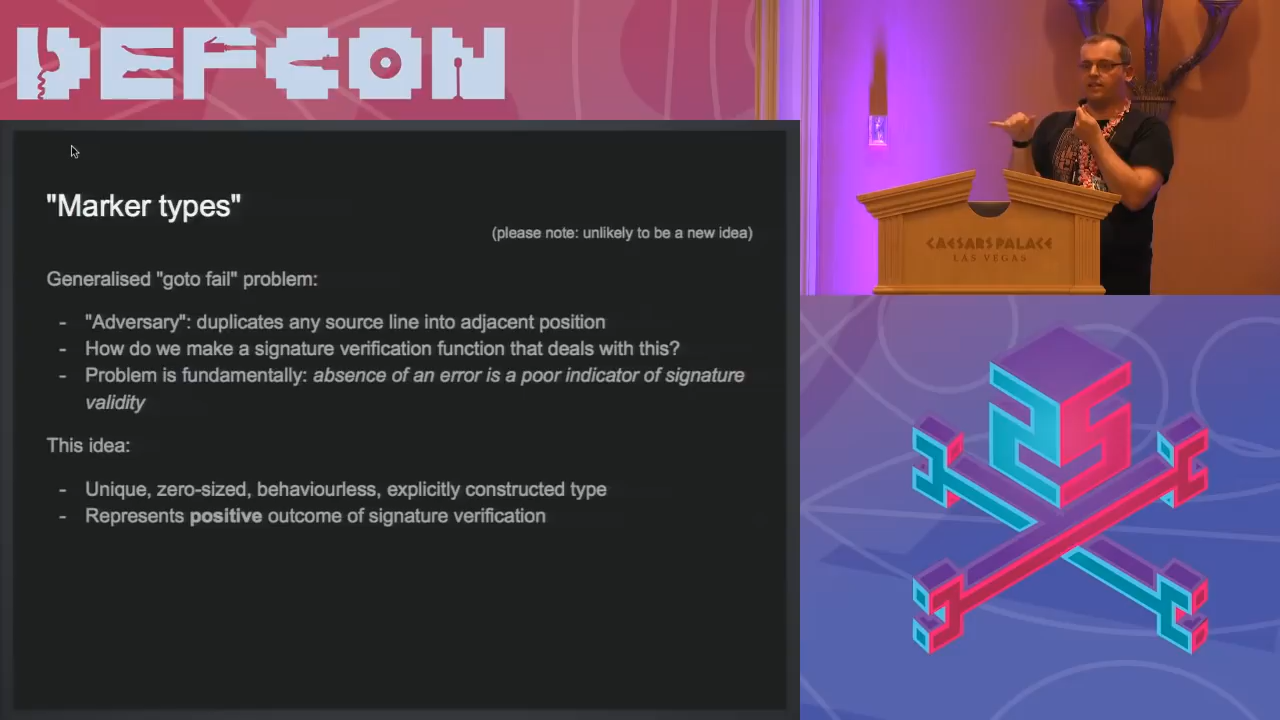 DEFCON
"Marker types"
(please note: unlikely to be a new idea)
Generalised "goto fail" problem:
- "Adversary": duplicates any source line into adjacent position
- How do we make a signature verification function that deals with this?
- Problem is fundamentally: absence of an error is a poor indicator of signature
validity
This idea:
- Unique, zero-sized, behaviourless, explicitly constructed type
- Represents positive outcome of signature verification
CAESARS PALACE
LAS VEGAS
25